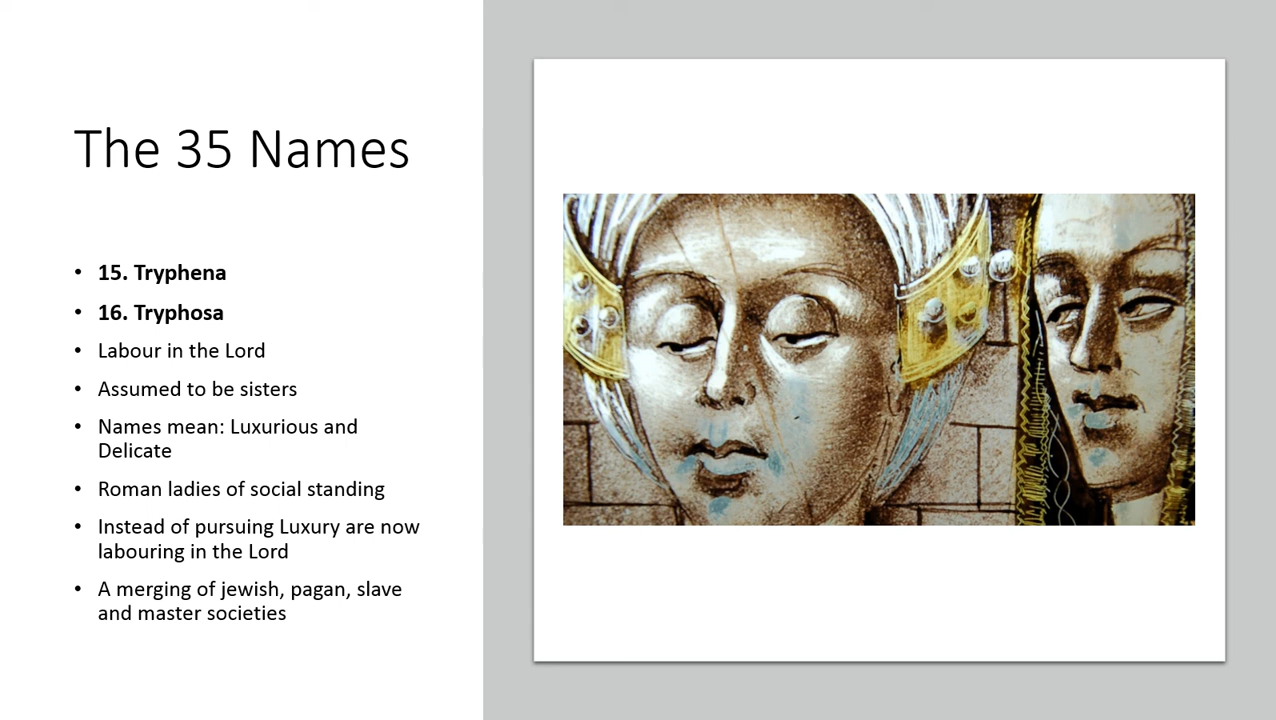 The 35 Names
• 15. Tryphena
• 16. Tryphosa
• Labour in the Lord
• Assumed to be sisters
• Names mean: Luxurious and
Delicate
• Roman ladies of social standing
• Instead of pursuing Luxury are now
labouring in the Lord
• A merging of jewish, pagan, slave
and master societies